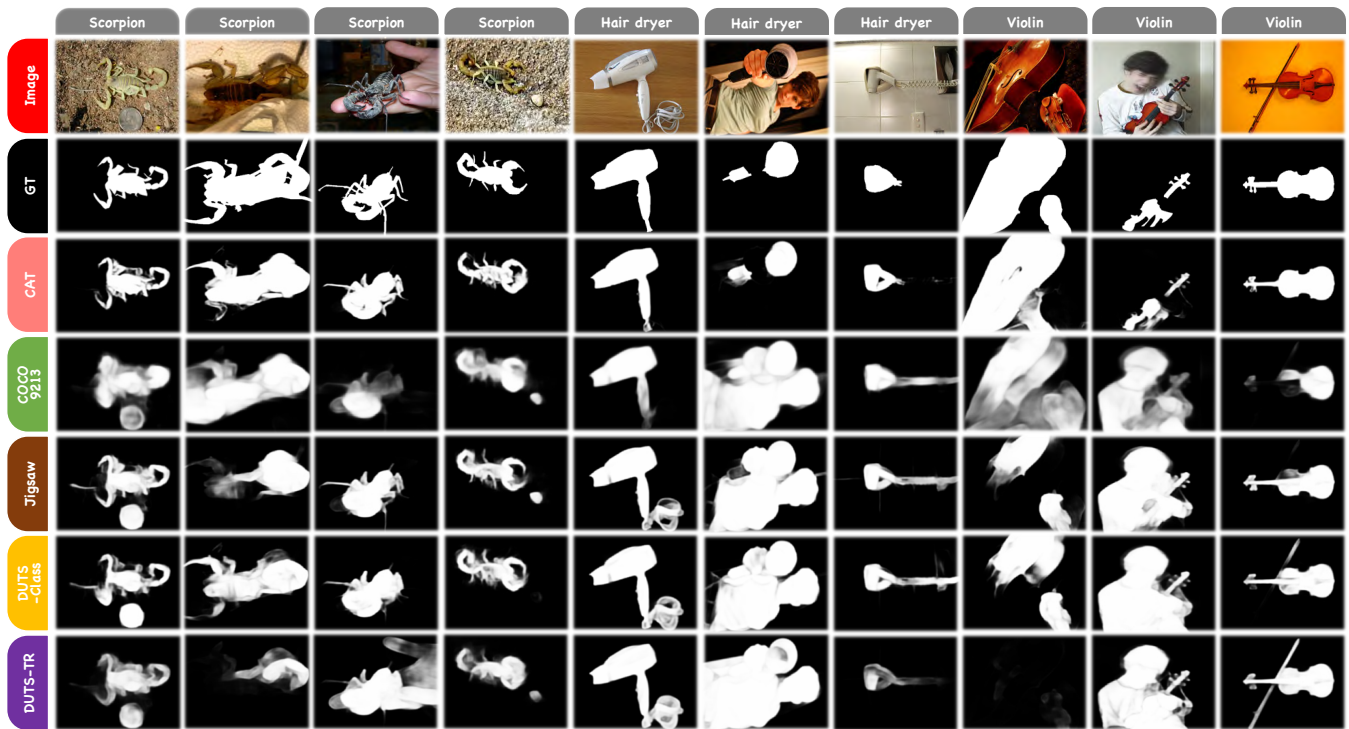 Scorpion
Scorpion
Scorpion
Scorpion
Hair dryer
Hair dryer
Hair dryer
Violin
Violin
Violin
Image
GT
CAT
COCO
9213
Jigsaw
DUTS
-Class
DUTS-TR